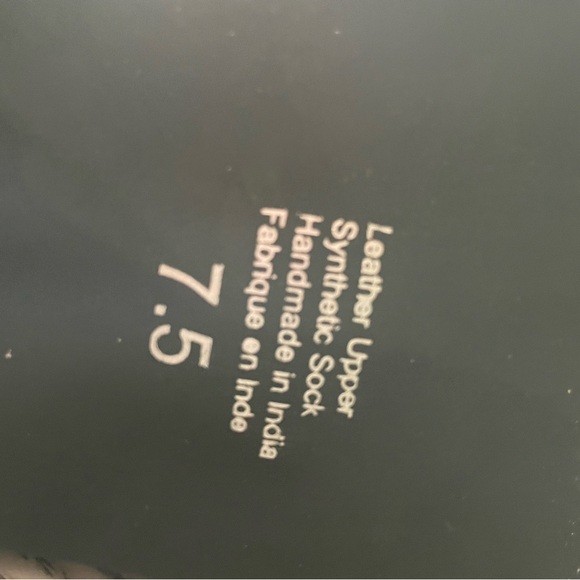 Leather Upper
Synthetic Sock
Handmade in India
Fabrique en Inde
7.5